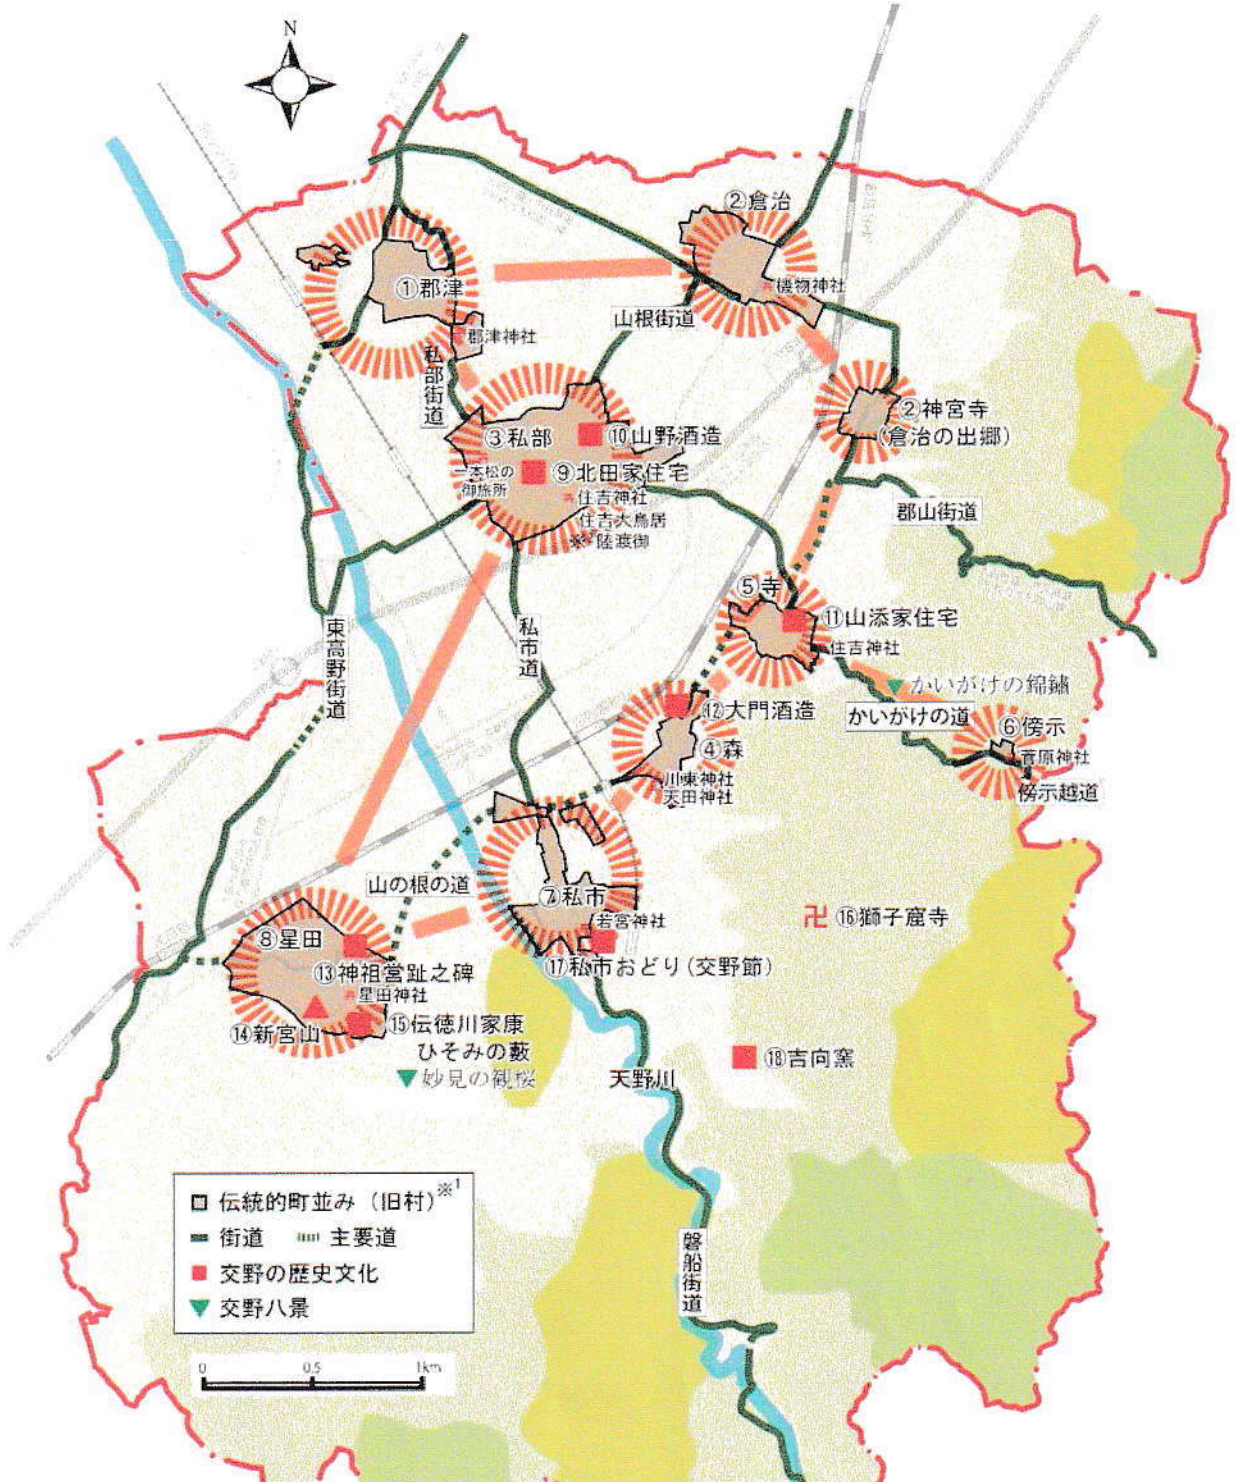 N
②倉治
①郡津
機物神社
山根街道
郡津神社
私部街道
②神宮寺
(倉治の出郷)
③私部
⑩山野酒造
一本松の
御旅所
⑨北田家住宅
住吉神社
住吉大鳥居
※² 陸渡御
郡山街道
⑤寺
⑪山添家住宅
住吉神社
東高野街道
私市道
▼かいがけの錦繡
かいがけの道
⑫大門酒造
⑥傍示
④森
菅原神社
川東神社
天田神社
傍示越道
山の根の道
⑦私市
若宮神社
卍⑯獅子窟寺
⑧星田
⑰私市おどり(交野節)
⑬神祖営趾之碑
星田神社
⑭新宮山
⑮伝徳川家康
ひそみの藪
▼妙見の観桜
天野川
⑱吉向窯
磐船街道
伝統的町並み(旧村)※1
街道 主要道
交野の歴史文化
▼交野八景
0 0.5 1km